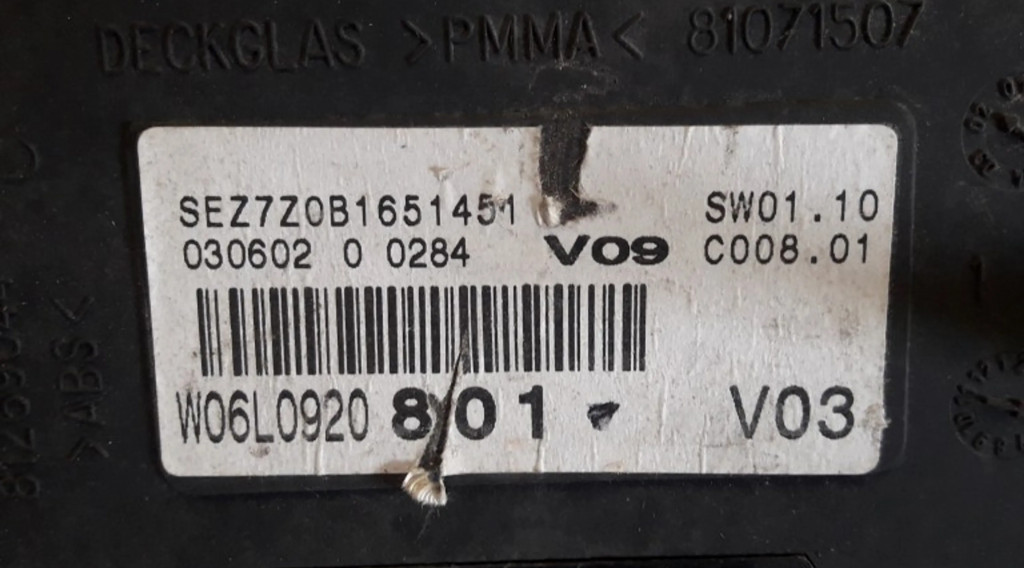 DECKGLAS >PMMA< 81071507
SEZ7Z0B1651451 SW01.10
030602 0 0284 V09 C008.01
W06L0920 801 V03
>ABS<